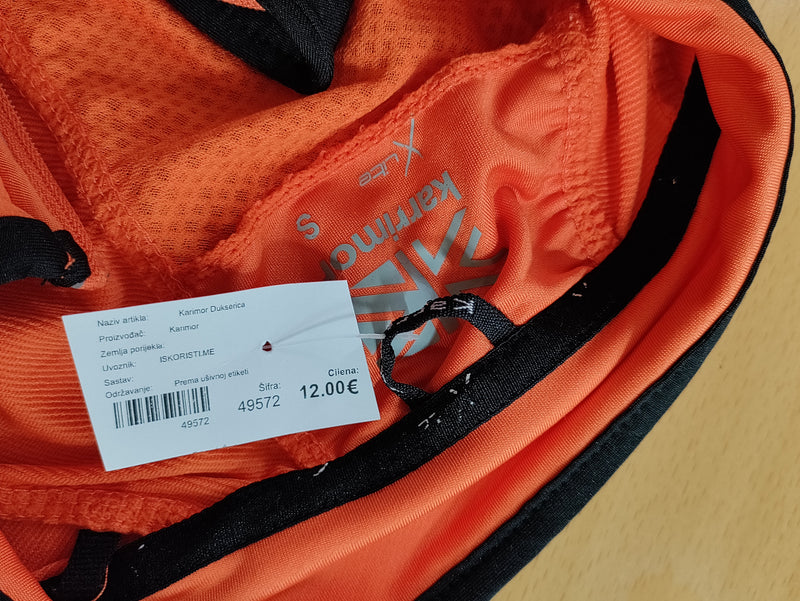 X Lite
karrimor
S
Naziv artikla: Karimor Dukserica
Proizvođač: Karimor
Zemlja porijekla:
Uvoznik: ISKORISTI.ME
Sastav:
Održavanje: Prema ušivnoj etiketi
Šifra: Cijena:
49572 49572 12.00€